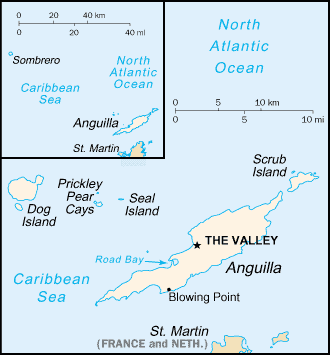 0 20 40 km
0 20 40 mi
Sombrero
North
Atlantic
Ocean
Caribbean
Sea
Anguilla
St. Martin
North
Atlantic
Ocean
0 5 10 km
0 5 10 mi
Scrub
Island
Prickley
Pear
Cays
Seal
Island
Dog
Island
THE VALLEY
Road Bay
Anguilla
Caribbean
Sea
Blowing Point
St. Martin
(FRANCE and NETH.)